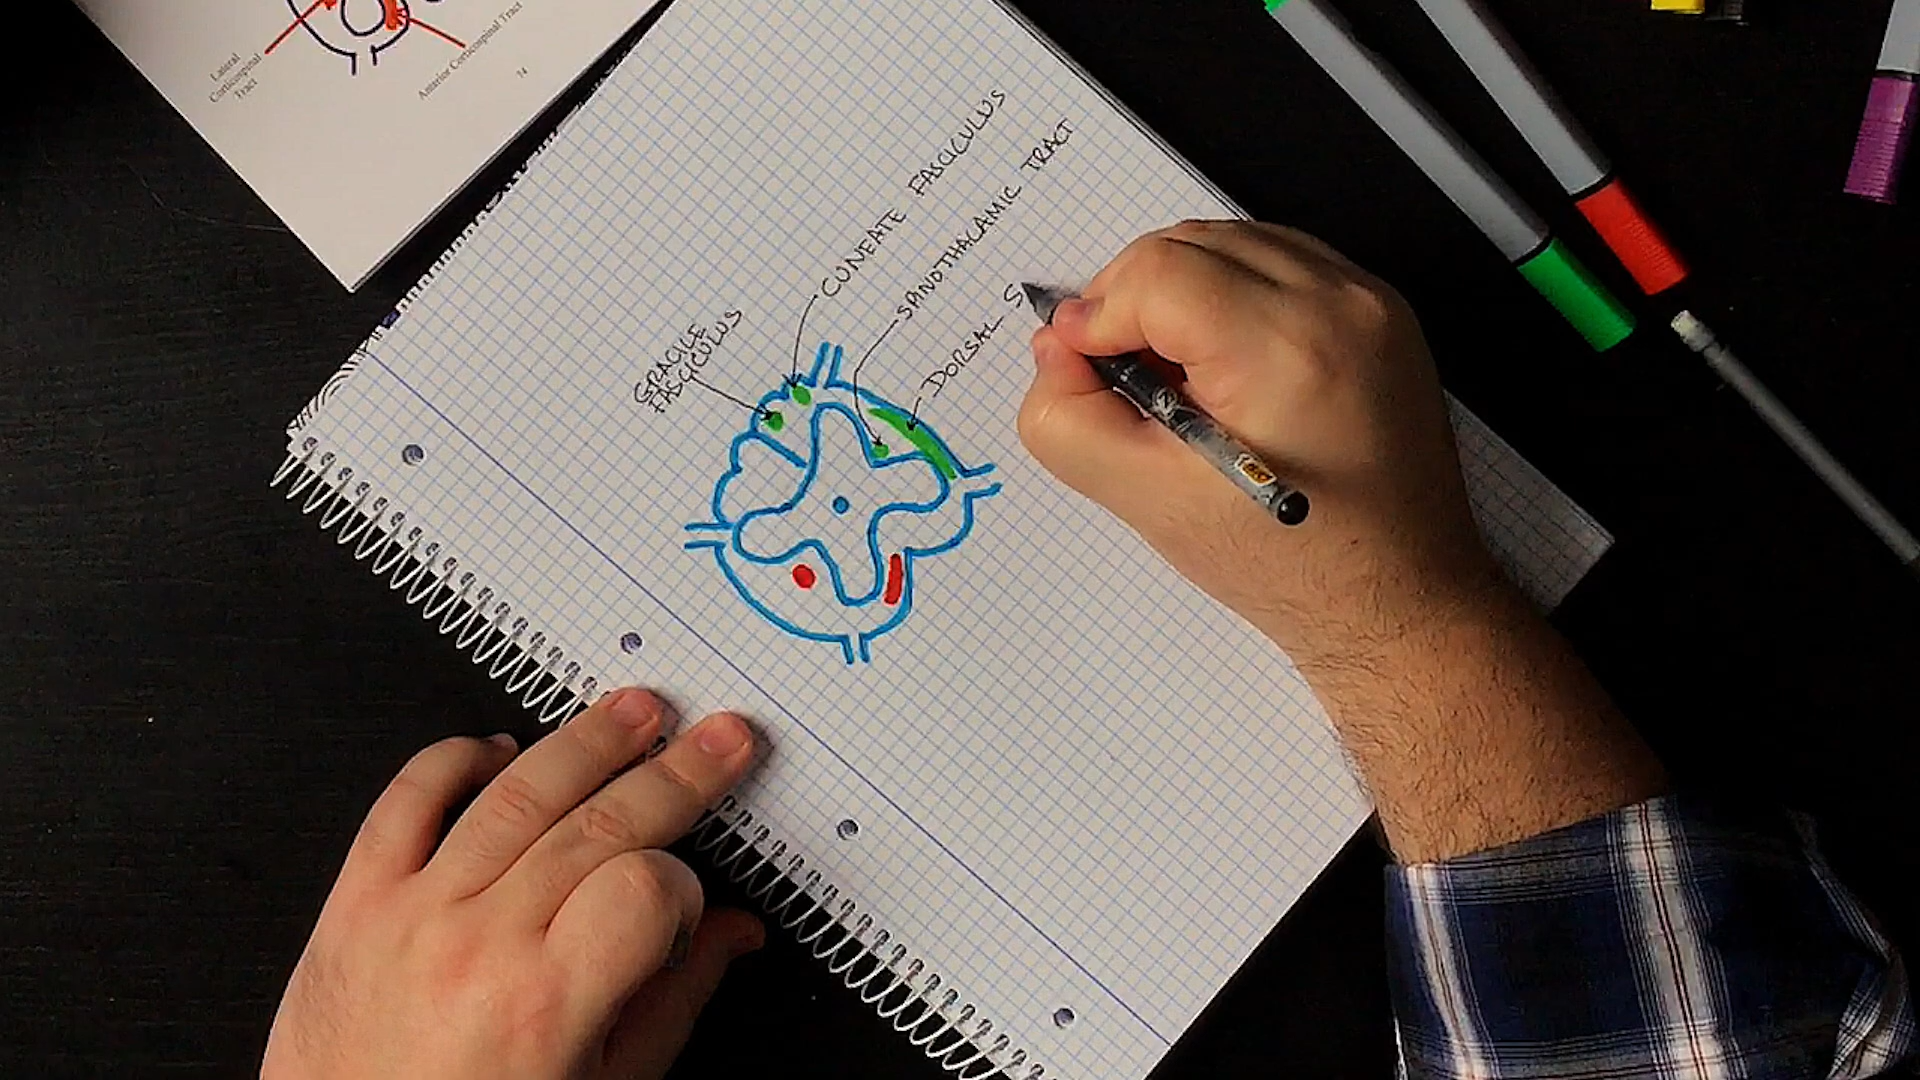 Lateral
Corticospinal
Tract
Anterior Corticospinal Tract
74
GRACILE
FASCICULUS
CUNEATE FASCICULUS
SPINOTHALAMIC TRACT
DORSAL S
BIC